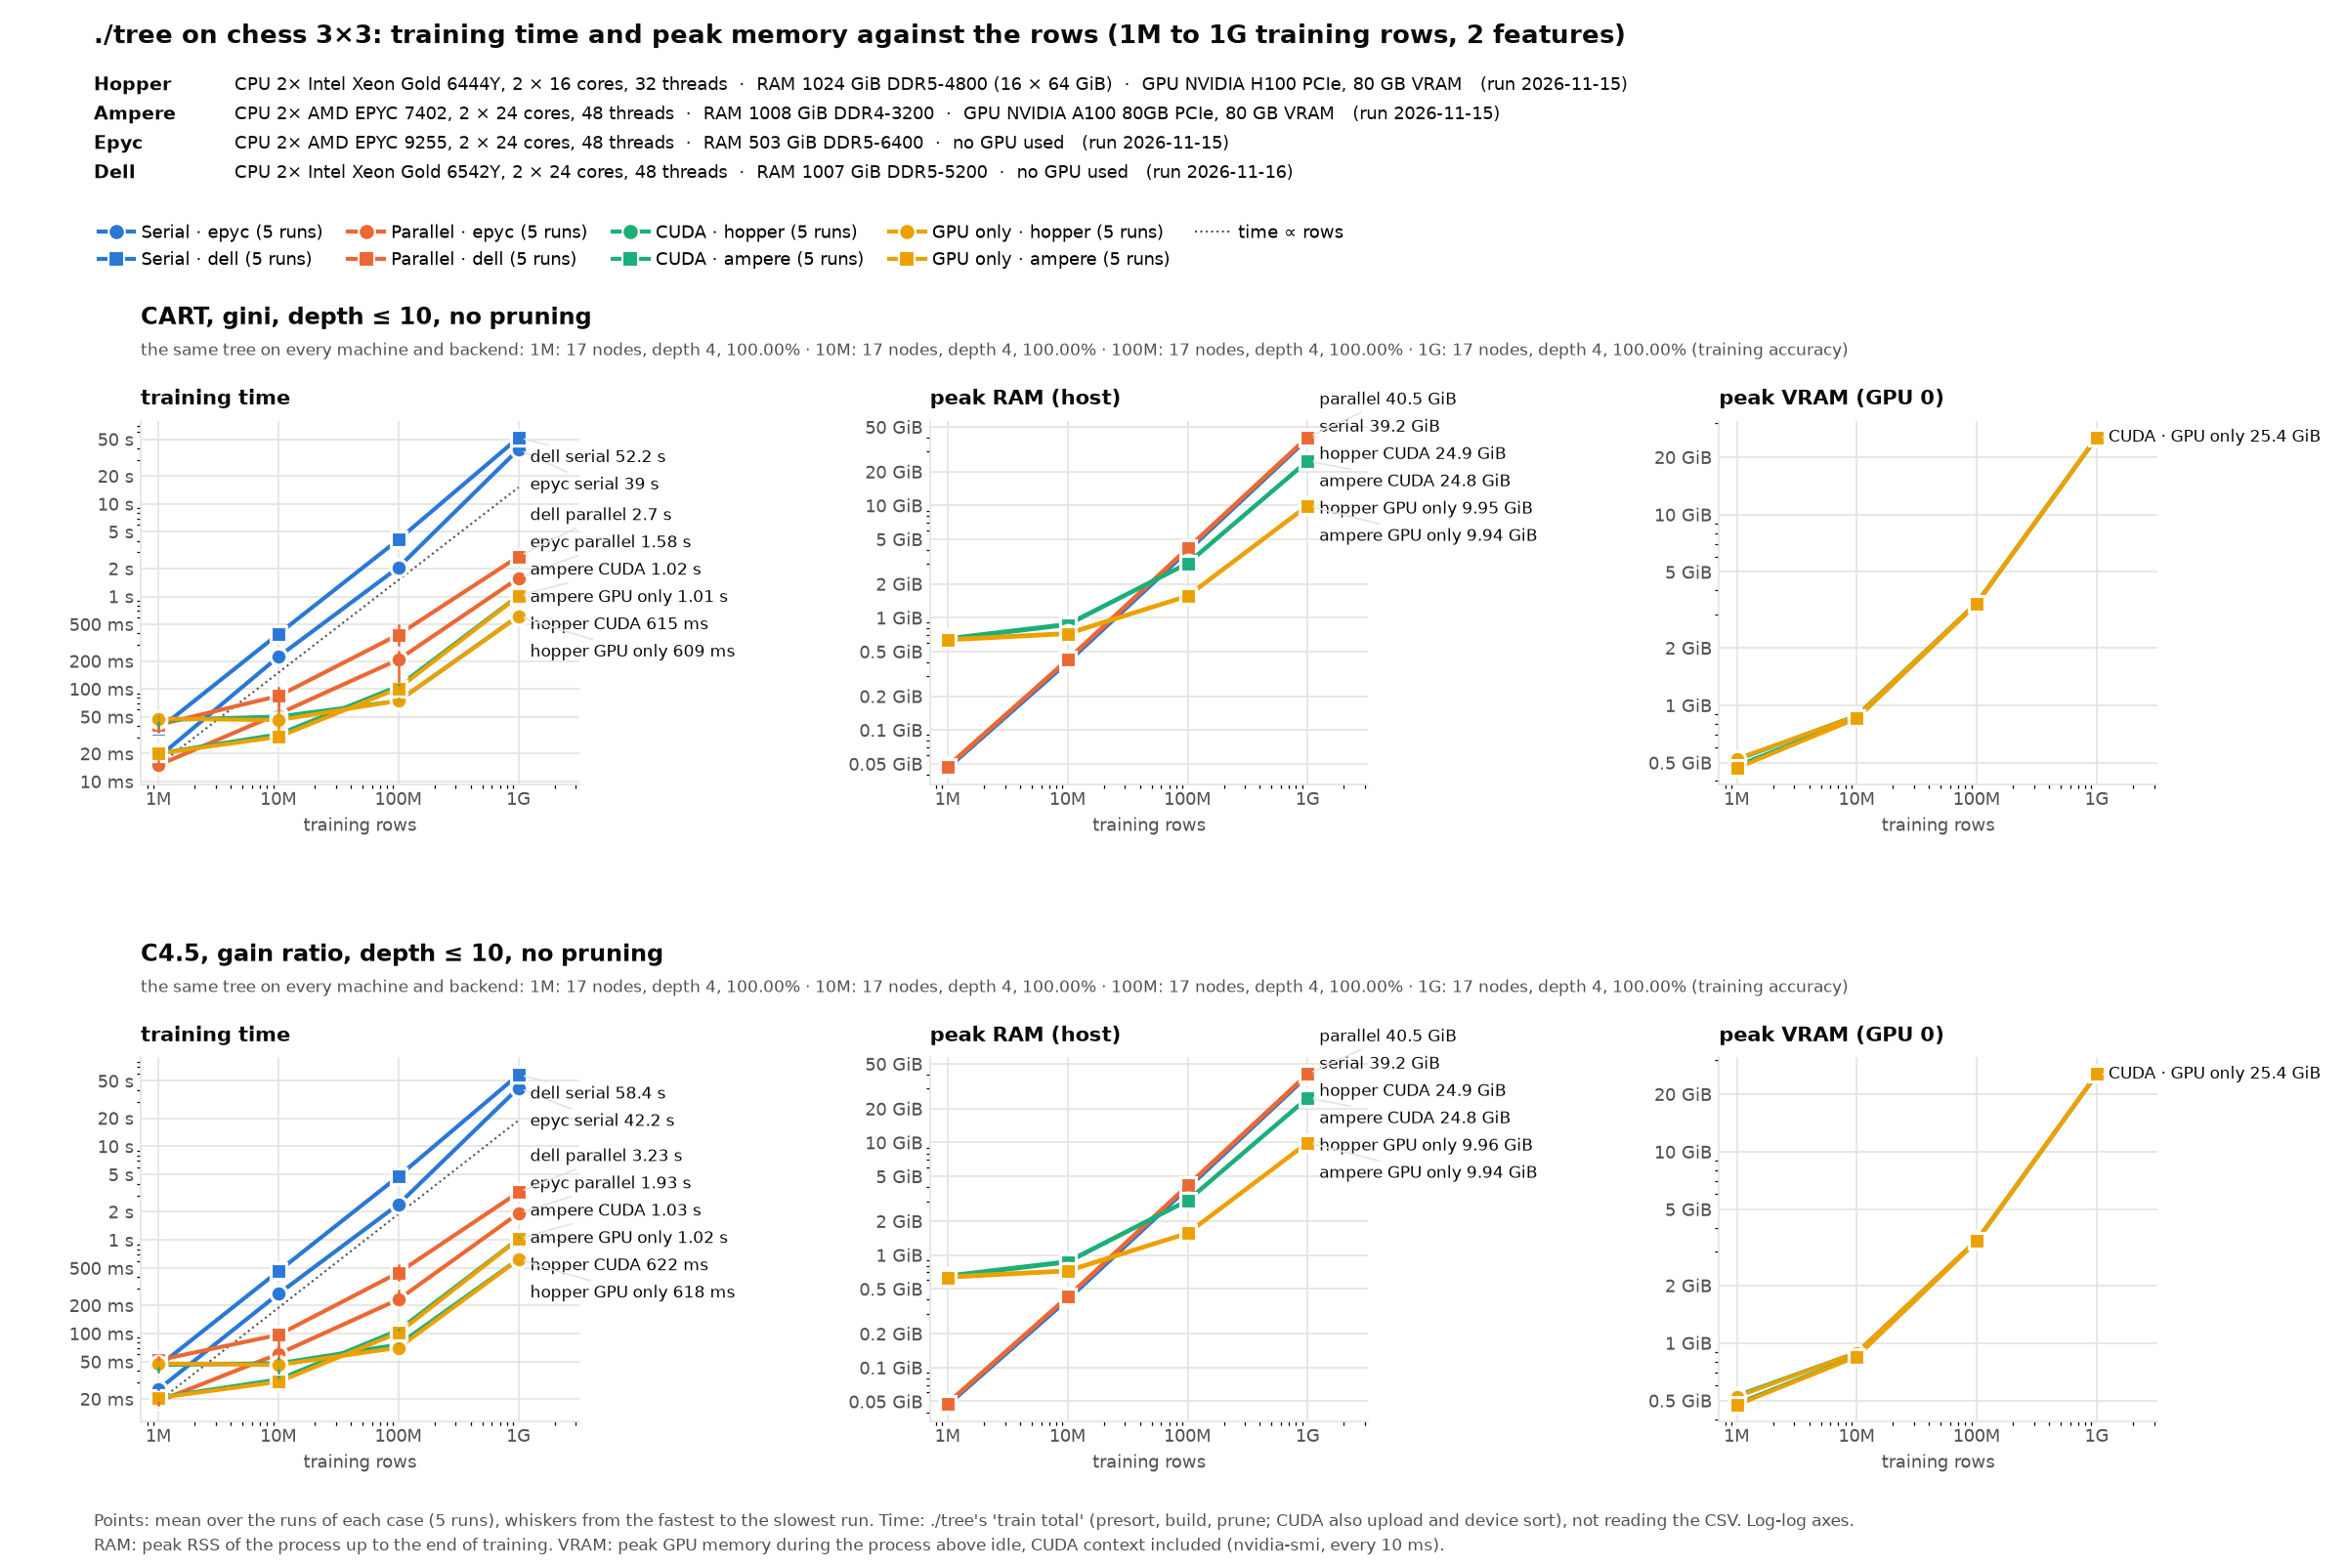 ./tree on chess 3×3: training time and peak memory against the rows (1M to 1G training rows, 2 features)
Hopper CPU 2× Intel Xeon Gold 6444Y, 2 × 16 cores, 32 threads · RAM 1024 GiB DDR5-4800 (16 × 64 GiB) · GPU NVIDIA H100 PCIe, 80 GB VRAM (run 2026-11-15)
Ampere CPU 2× AMD EPYC 7402, 2 × 24 cores, 48 threads · RAM 1008 GiB DDR4-3200 · GPU NVIDIA A100 80GB PCIe, 80 GB VRAM (run 2026-11-15)
Epyc CPU 2× AMD EPYC 9255, 2 × 24 cores, 48 threads · RAM 503 GiB DDR5-6400 · no GPU used (run 2026-11-15)
Dell CPU 2× Intel Xeon Gold 6542Y, 2 × 24 cores, 48 threads · RAM 1007 GiB DDR5-5200 · no GPU used (run 2026-11-16)
Serial · epyc (5 runs) Parallel · epyc (5 runs) CUDA · hopper (5 runs) GPU only · hopper (5 runs) time ∝ rows
Serial · dell (5 runs) Parallel · dell (5 runs) CUDA · ampere (5 runs) GPU only · ampere (5 runs)
CART, gini, depth ≤ 10, no pruning
the same tree on every machine and backend: 1M: 17 nodes, depth 4, 100.00% · 10M: 17 nodes, depth 4, 100.00% · 100M: 17 nodes, depth 4, 100.00% · 1G: 17 nodes, depth 4, 100.00% (training accuracy)
training time
50 s
20 s
10 s
5 s
2 s
1 s
500 ms
200 ms
100 ms
50 ms
20 ms
10 ms
dell serial 52.2 s
epyc serial 39 s
dell parallel 2.7 s
epyc parallel 1.58 s
ampere CUDA 1.02 s
ampere GPU only 1.01 s
hopper CUDA 615 ms
hopper GPU only 609 ms
1M 10M 100M 1G
training rows
peak RAM (host)
50 GiB
20 GiB
10 GiB
5 GiB
2 GiB
1 GiB
0.5 GiB
0.2 GiB
0.1 GiB
0.05 GiB
parallel 40.5 GiB
serial 39.2 GiB
hopper CUDA 24.9 GiB
ampere CUDA 24.8 GiB
hopper GPU only 9.95 GiB
ampere GPU only 9.94 GiB
1M 10M 100M 1G
training rows
peak VRAM (GPU 0)
20 GiB
10 GiB
5 GiB
2 GiB
1 GiB
0.5 GiB
CUDA · GPU only 25.4 GiB
1M 10M 100M 1G
training rows
C4.5, gain ratio, depth ≤ 10, no pruning
the same tree on every machine and backend: 1M: 17 nodes, depth 4, 100.00% · 10M: 17 nodes, depth 4, 100.00% · 100M: 17 nodes, depth 4, 100.00% · 1G: 17 nodes, depth 4, 100.00% (training accuracy)
training time
50 s
20 s
10 s
5 s
2 s
1 s
500 ms
200 ms
100 ms
50 ms
20 ms
dell serial 58.4 s
epyc serial 42.2 s
dell parallel 3.23 s
epyc parallel 1.93 s
ampere CUDA 1.03 s
ampere GPU only 1.02 s
hopper CUDA 622 ms
hopper GPU only 618 ms
1M 10M 100M 1G
training rows
peak RAM (host)
50 GiB
20 GiB
10 GiB
5 GiB
2 GiB
1 GiB
0.5 GiB
0.2 GiB
0.1 GiB
0.05 GiB
parallel 40.5 GiB
serial 39.2 GiB
hopper CUDA 24.9 GiB
ampere CUDA 24.8 GiB
hopper GPU only 9.96 GiB
ampere GPU only 9.94 GiB
1M 10M 100M 1G
training rows
peak VRAM (GPU 0)
20 GiB
10 GiB
5 GiB
2 GiB
1 GiB
0.5 GiB
CUDA · GPU only 25.4 GiB
1M 10M 100M 1G
training rows
Points: mean over the runs of each case (5 runs), whiskers from the fastest to the slowest run. Time: ./tree's 'train total' (presort, build, prune; CUDA also upload and device sort), not reading the CSV. Log-log axes.
RAM: peak RSS of the process up to the end of training. VRAM: peak GPU memory during the process above idle, CUDA context included (nvidia-smi, every 10 ms).